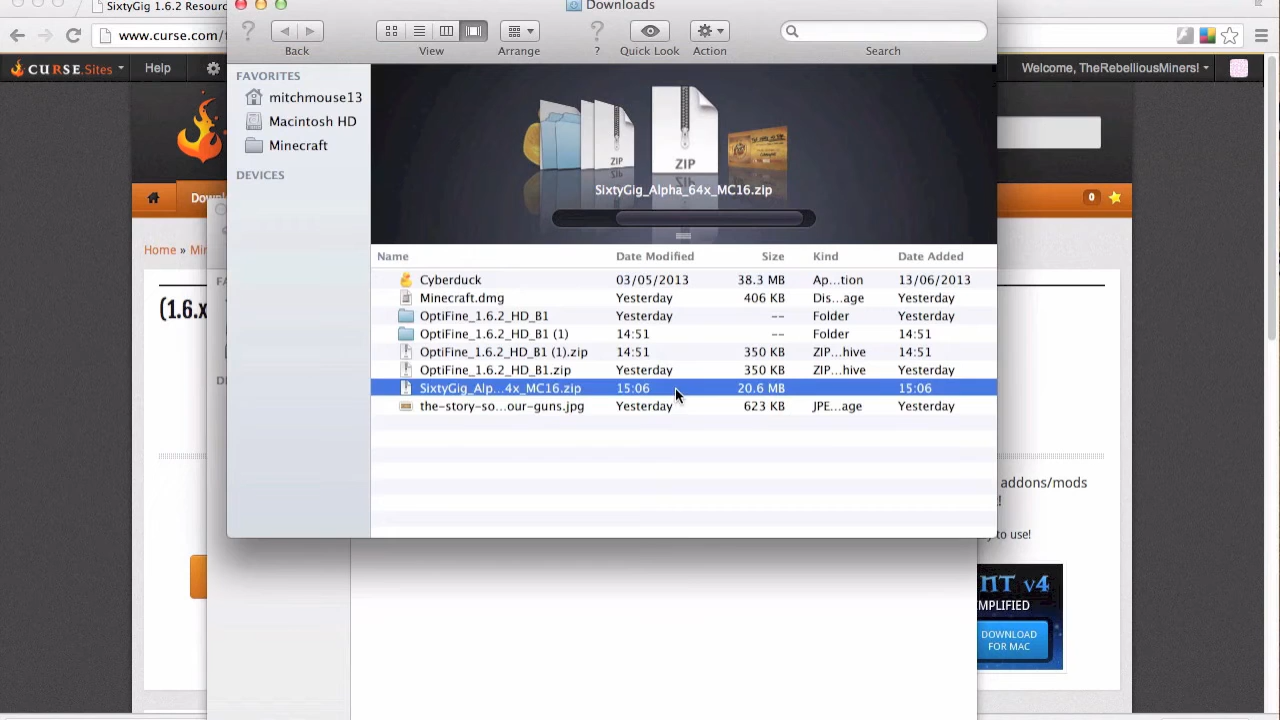 SixtyGig 1.6.2 Resour
Downloads
www.curse.com/
Back
View
Arrange
?
Quick Look
Action
Search
CURSE.Sites
Help
Welcome, TheRebelliousMiners!
FAVORITES
mitchmouse13
Macintosh HD
Minecraft
DEVICES
ZIP
ZIP
SixtyGig_Alpha_64x_MC16.zip
Down
0
Home » Mi
(1.6.x
Name Date Modified Size Kind Date Added
Cyberduck 03/05/2013 38.3 MB Ap...tion 13/06/2013
Minecraft.dmg Yesterday 406 KB Dis...age Yesterday
OptiFine_1.6.2_HD_B1 Yesterday -- Folder Yesterday
OptiFine_1.6.2_HD_B1 (1) 14:51 -- Folder 14:51
OptiFine_1.6.2_HD_B1 (1).zip 14:51 350 KB ZIP...hive 14:51
OptiFine_1.6.2_HD_B1.zip Yesterday 350 KB ZIP...hive Yesterday
SixtyGig_Alp...4x_MC16.zip 15:06 20.6 MB 15:06
the-story-so...our-guns.jpg Yesterday 623 KB JPE...age Yesterday
addons/mods
!
to use!
NT v4
MPLIFIED
DOWNLOAD
FOR MAC